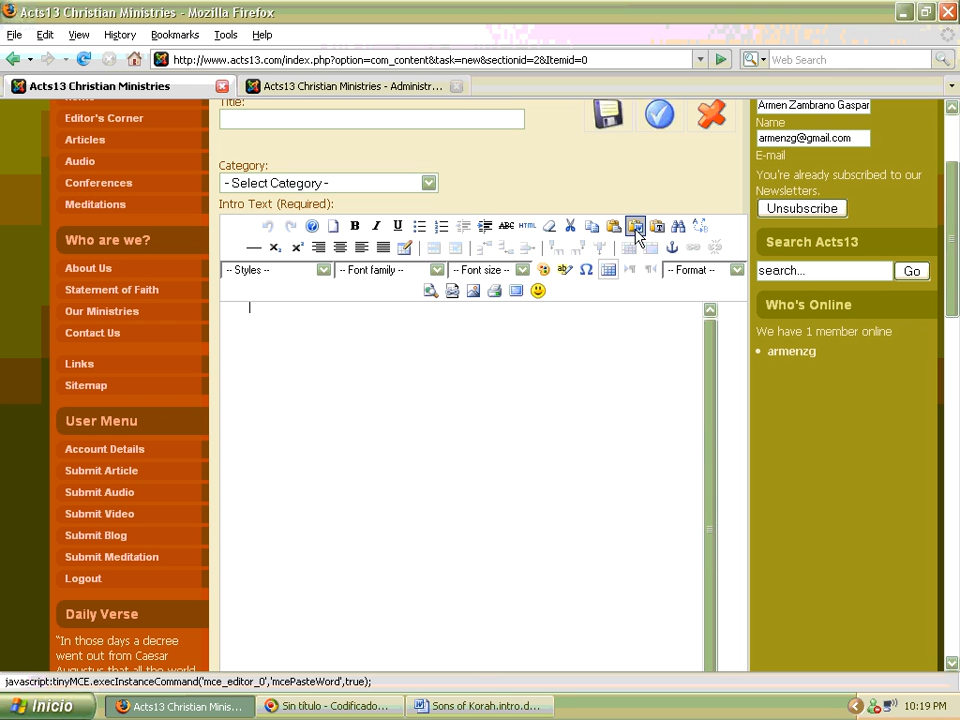 Acts13 Christian Ministries - Mozilla Firefox
File Edit View History Bookmarks Tools Help
http://www.acts13.com/index.php?option=com_content&task=new&sectionid=2&Itemid=0
Web Search
Acts13 Christian Ministries
Acts13 Christian Ministries - Administr...
Editor's Corner
Articles
Audio
Conferences
Meditations
Who are we?
About Us
Statement of Faith
Our Ministries
Contact Us
Links
Sitemap
User Menu
Account Details
Submit Article
Submit Audio
Submit Video
Submit Blog
Submit Meditation
Logout
Daily Verse
"In those days a decree
went out from Caesar
Augustus that all the world
Title:
Category:
- Select Category -
Intro Text (Required):
B I U ABC HTML
-- Styles -- -- Font family -- -- Font size -- -- Format --
Armen Zambrano Gaspar
Name
armenzg@gmail.com
E-mail
You're already subscribed to our
Newsletters.
Unsubscribe
Search Acts13
search... Go
Who's Online
We have 1 member online
armenzg
javascript:tinyMCE.execInstanceCommand('mce_editor_0','mcePasteWord',true);
Inicio
Acts13 Christian Minis...
Sin título - Codificado...
Sons of Korah.intro.d...
10:19 PM